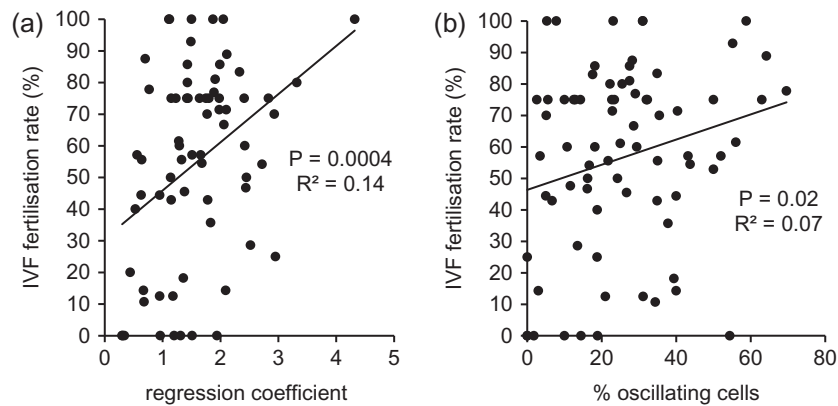 (a)
IVF fertilisation rate (%)
100
90
80
70
60
50
40
30
20
10
0
P = 0.0004
R² = 0.14
0 1 2 3 4 5
regression coefficient
(b)
IVF fertilisation rate (%)
100
90
80
70
60
50
40
30
20
10
0
P = 0.02
R² = 0.07
0 20 40 60 80
% oscillating cells